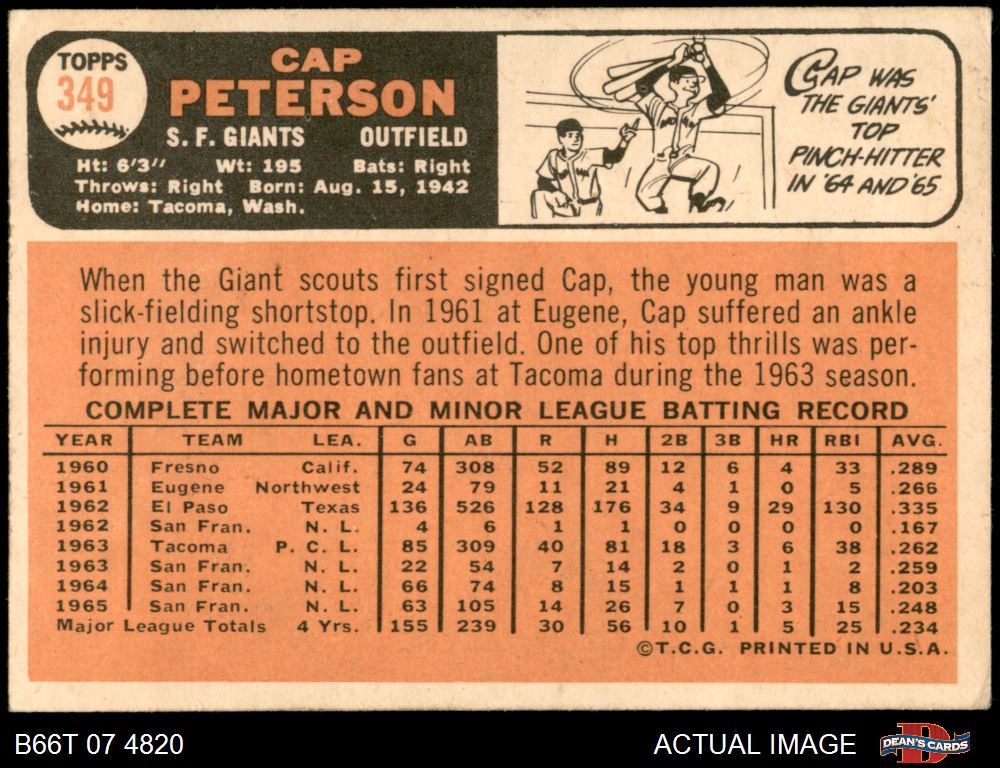 TOPPS
349
CAP
PETERSON
S. F. GIANTS OUTFIELD
Ht: 6'3" Wt: 195 Bats: Right
Throws: Right Born: Aug. 15, 1942
Home: Tacoma, Wash.
CAP WAS
THE GIANTS'
TOP
PINCH-HITTER
IN '64 AND '65
When the Giant scouts first signed Cap, the young man was a
slick-fielding shortstop. In 1961 at Eugene, Cap suffered an ankle
injury and switched to the outfield. One of his top thrills was per-
forming before hometown fans at Tacoma during the 1963 season.
COMPLETE MAJOR AND MINOR LEAGUE BATTING RECORD
YEAR TEAM LEA. G AB R H 2B 3B HR RBI AVG.
1960 Fresno Calif. 74 308 52 89 12 6 4 33 .289
1961 Eugene Northwest 24 79 11 21 4 1 0 5 .266
1962 El Paso Texas 136 526 128 176 34 9 29 130 .335
1962 San Fran. N. L. 4 6 1 1 0 0 0 0 .167
1963 Tacoma P. C. L. 85 309 40 81 18 3 6 38 .262
1963 San Fran. N. L. 22 54 7 14 2 0 1 2 .259
1964 San Fran. N. L. 66 74 8 15 1 1 1 8 .203
1965 San Fran. N. L. 63 105 14 26 7 0 3 15 .248
Major League Totals 4 Yrs. 155 239 30 56 10 1 5 25 .234
©T.C.G. PRINTED IN U.S.A.
B66T 07 4820 ACTUAL IMAGE DEAN'S CARDS